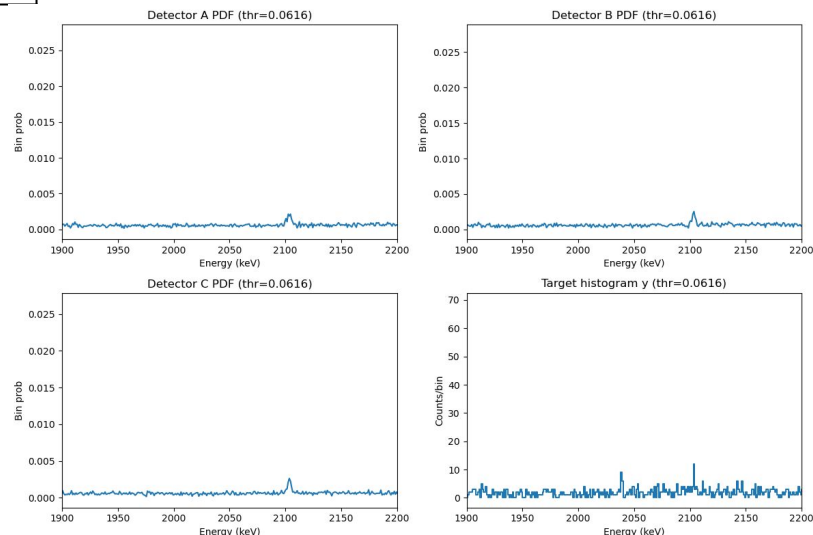 Detector A PDF (thr=0.0616)
Bin prob
0.025
0.020
0.015
0.010
0.005
0.000
1900 1950 2000 2050 2100 2150 2200
Energy (keV)
Detector B PDF (thr=0.0616)
Bin prob
0.025
0.020
0.015
0.010
0.005
0.000
1900 1950 2000 2050 2100 2150 2200
Energy (keV)
Detector C PDF (thr=0.0616)
Bin prob
0.025
0.020
0.015
0.010
0.005
0.000
1900 1950 2000 2050 2100 2150 2200
Energy (keV)
Target histogram y (thr=0.0616)
Counts/bin
70
60
50
40
30
20
10
0
1900 1950 2000 2050 2100 2150 2200
Energy (keV)